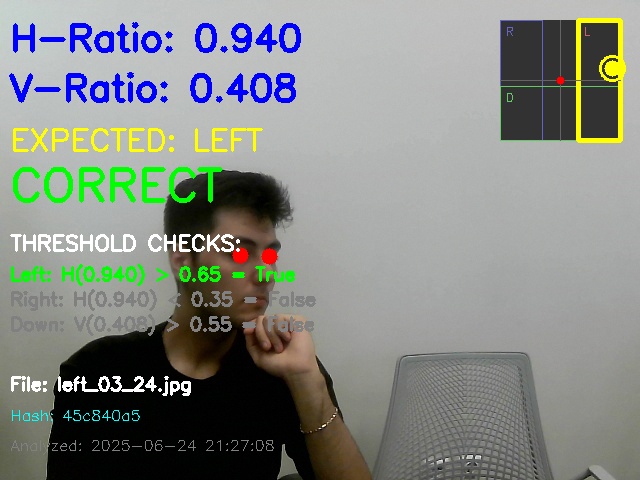 H-Ratio: 0.940
V-Ratio: 0.408
EXPECTED: LEFT
CORRECT
THRESHOLD CHECKS:
Left: H(0.940) > 0.65 = True
Right: H(0.940) < 0.35 = False
Down: V(0.408) > 0.55 = False
File: left_03_24.jpg
Hash: 45c840a5
Analyzed: 2025-06-24 21:27:08
R
L
D
C